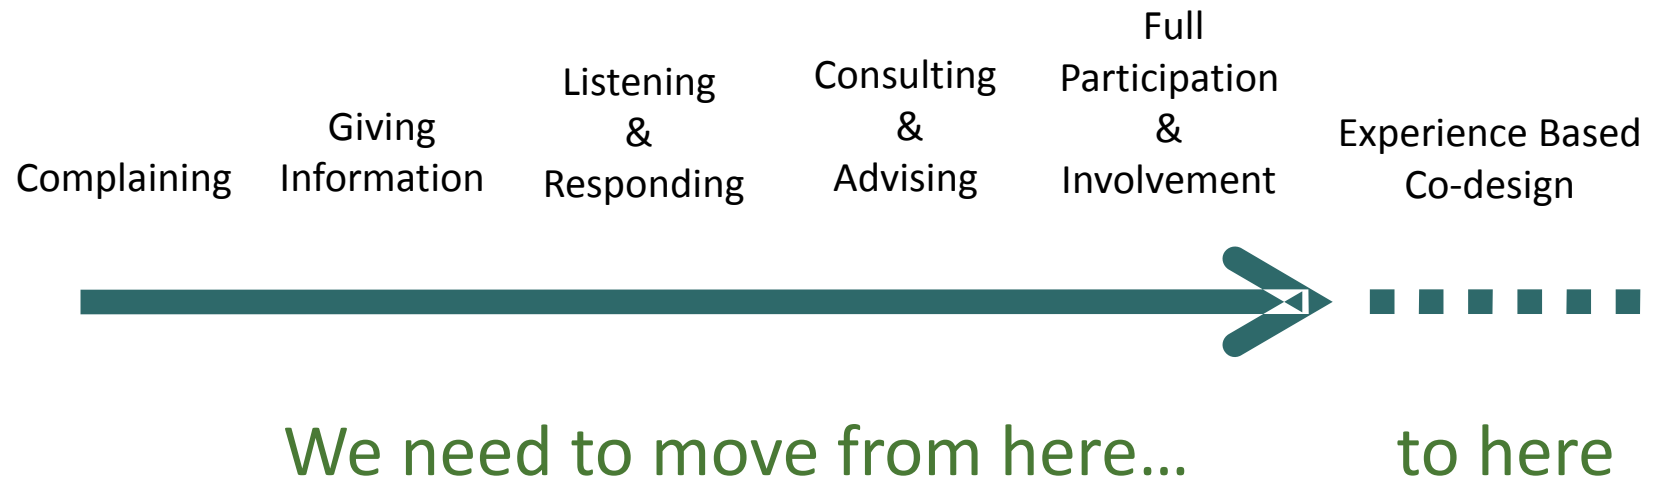 Complaining
Giving
Information
Listening
&
Responding
Consulting
&
Advising
Full
Participation
&
Involvement
Experience Based
Co-design
We need to move from here...
to here